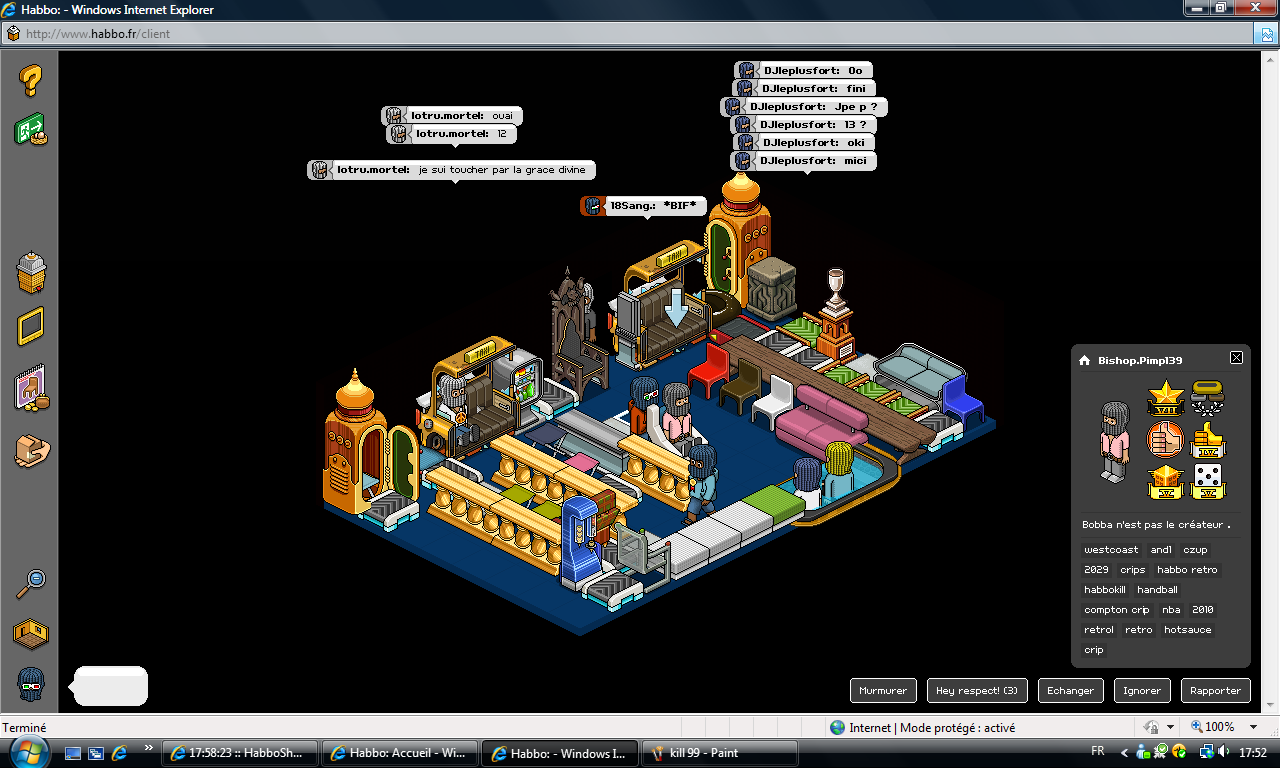 Habbo: - Windows Internet Explorer
http://www.habbo.fr/client
DJleplusfort: 0o
DJleplusfort: fini
DJleplusfort: Jpe p ?
DJleplusfort: 13 ?
DJleplusfort: oki
DJleplusfort: mici
lotru.mortel: ouai
lotru.mortel: 12
lotru.mortel: je sui toucher par la grace divine
18Sang.: *BIF*
TAXI
TAXI
Bishop.Pimp139
Bobba n'est pas le créateur .
westcoast and1 czup
2029 crips habbo retro
habbokill handball
compton crip nba 2010
retrol retro hotsauce
crip
Murmurer Hey respect! (3) Echanger Ignorer Rapporter
Terminé
Internet | Mode protégé : activé
100%
17:58:23 :: HabboSh...
Habbo: Accueil - Wi...
Habbo: - Windows I...
kill 99 - Paint
FR
17:52